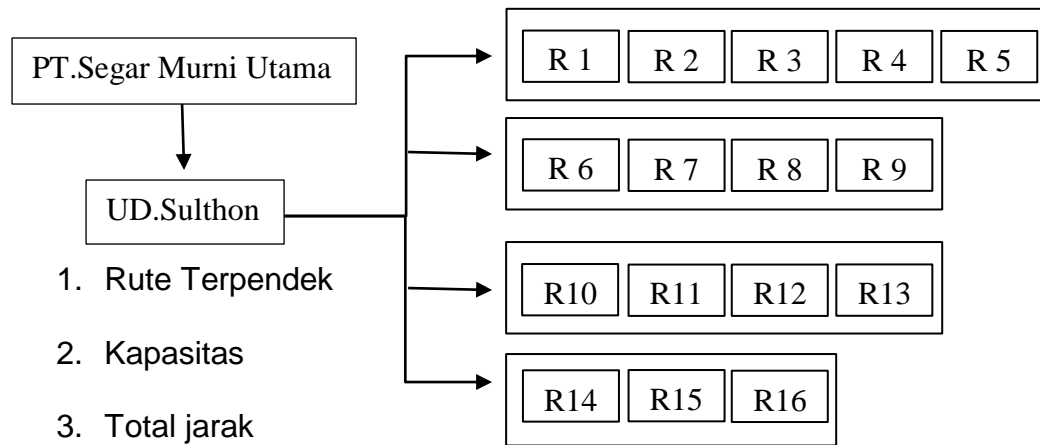 PT.Segar Murni Utama
UD.Sulthon
1. Rute Terpendek
2. Kapasitas
3. Total jarak
R 1 R 2 R 3 R 4 R 5
R 6 R 7 R 8 R 9
R10 R11 R12 R13
R14 R15 R16